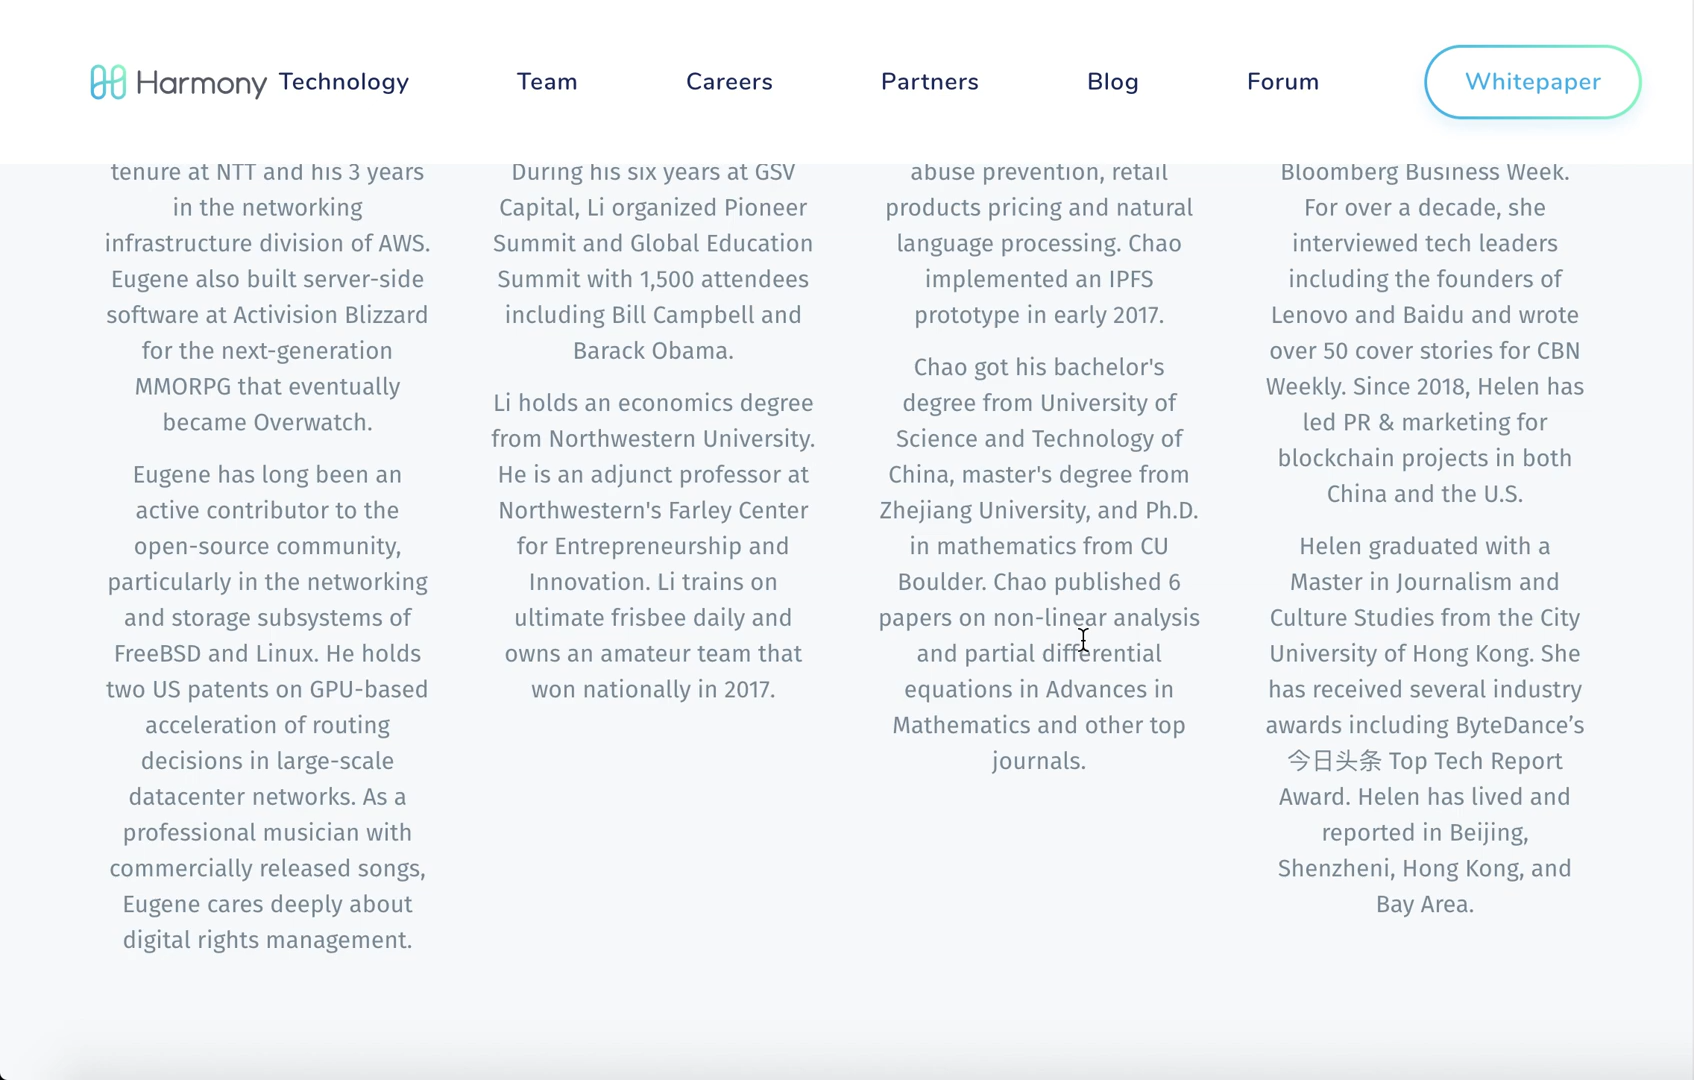 Harmony
Technology
Team
Careers
Partners
Blog
Forum
Whitepaper
tenure at NTT and his 3 years
in the networking
infrastructure division of AWS.
Eugene also built server-side
software at Activision Blizzard
for the next-generation
MMORPG that eventually
became Overwatch.
Eugene has long been an
active contributor to the
open-source community,
particularly in the networking
and storage subsystems of
FreeBSD and Linux. He holds
two US patents on GPU-based
acceleration of routing
decisions in large-scale
datacenter networks. As a
professional musician with
commercially released songs,
Eugene cares deeply about
digital rights management.
During his six years at GSV
Capital, Li organized Pioneer
Summit and Global Education
Summit with 1,500 attendees
including Bill Campbell and
Barack Obama.
Li holds an economics degree
from Northwestern University.
He is an adjunct professor at
Northwestern's Farley Center
for Entrepreneurship and
Innovation. Li trains on
ultimate frisbee daily and
owns an amateur team that
won nationally in 2017.
abuse prevention, retail
products pricing and natural
language processing. Chao
implemented an IPFS
prototype in early 2017.
Chao got his bachelor's
degree from University of
Science and Technology of
China, master's degree from
Zhejiang University, and Ph.D.
in mathematics from CU
Boulder. Chao published 6
papers on non-linear analysis
and partial differential
equations in Advances in
Mathematics and other top
journals.
Bloomberg Business Week.
For over a decade, she
interviewed tech leaders
including the founders of
Lenovo and Baidu and wrote
over 50 cover stories for CBN
Weekly. Since 2018, Helen has
led PR & marketing for
blockchain projects in both
China and the U.S.
Helen graduated with a
Master in Journalism and
Culture Studies from the City
University of Hong Kong. She
has received several industry
awards including ByteDance’s
今日头条 Top Tech Report
Award. Helen has lived and
reported in Beijing,
Shenzheni, Hong Kong, and
Bay Area.